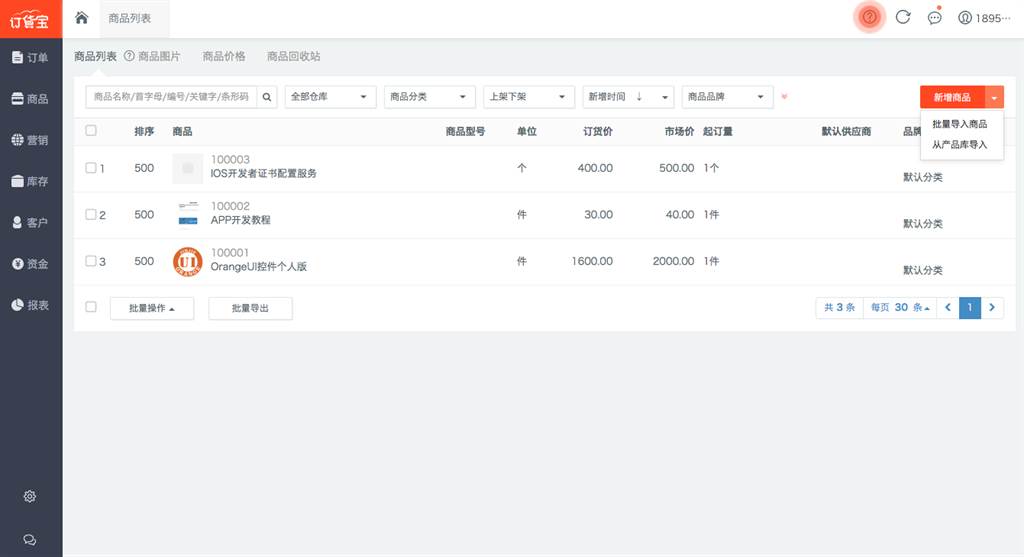 订货宝
商品列表
1895···
商品列表 商品图片 商品价格 商品回收站
商品名称/首字母/编号/关键字/条形码 全部仓库 商品分类 上架下架 新增时间 ↓ 商品品牌 新增商品
批量导入商品
从产品库导入
排序 商品 商品型号 单位 订货价 市场价 起订量 默认供应商
1 500 100003 IOS开发者证书配置服务 个 400.00 500.00 1个 默认分类
2 500 100002 APP开发教程 件 30.00 40.00 1件 默认分类
3 500 100001 OrangeUI控件个人版 件 1600.00 2000.00 1件 默认分类
批量操作 批量导出 共 3 条 每页 30 条 1
订单
商品
营销
库存
客户
资金
报表